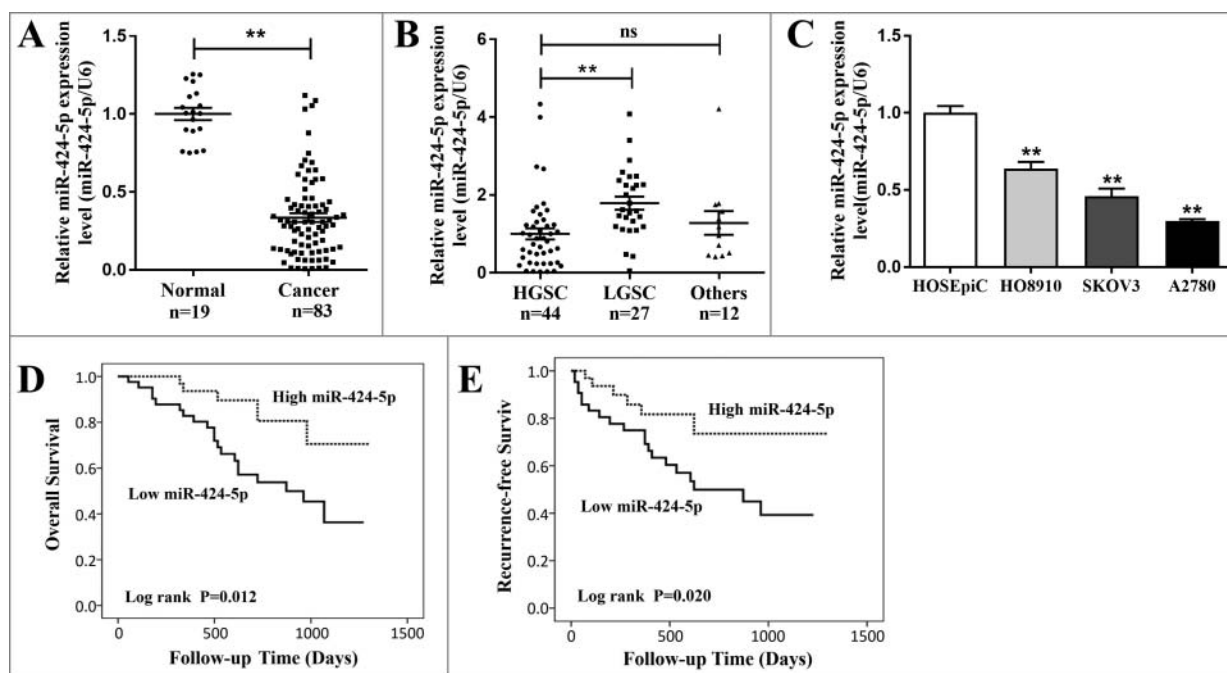 A
Relative miR-424-5p expression
level (miR-424-5p/U6)
1.5
1.0
0.5
0.0
**
Normal
n=19
Cancer
n=83
B
Relative miR-424-5p expression
level (miR-424-5p/U6)
6
4
2
0
ns
**
HGSC
n=44
LGSC
n=27
Others
n=12
C
Relative miR-424-5p expression
level(miR-424-5p/U6)
1.5
1.0
0.5
0.0
**
**
**
HOSEpiC
HO8910
SKOV3
A2780
D
Overall Survival
1.0
0.8
0.6
0.4
0.2
0.0
High miR-424-5p
Low miR-424-5p
Log rank P=0.012
0
500
1000
1500
Follow-up Time (Days)
E
Recurrence-free Surviv
1.0
0.8
0.6
0.4
0.2
0.0
High miR-424-5p
Low miR-424-5p
Log rank P=0.020
0
500
1000
1500
Follow-up Time (Days)